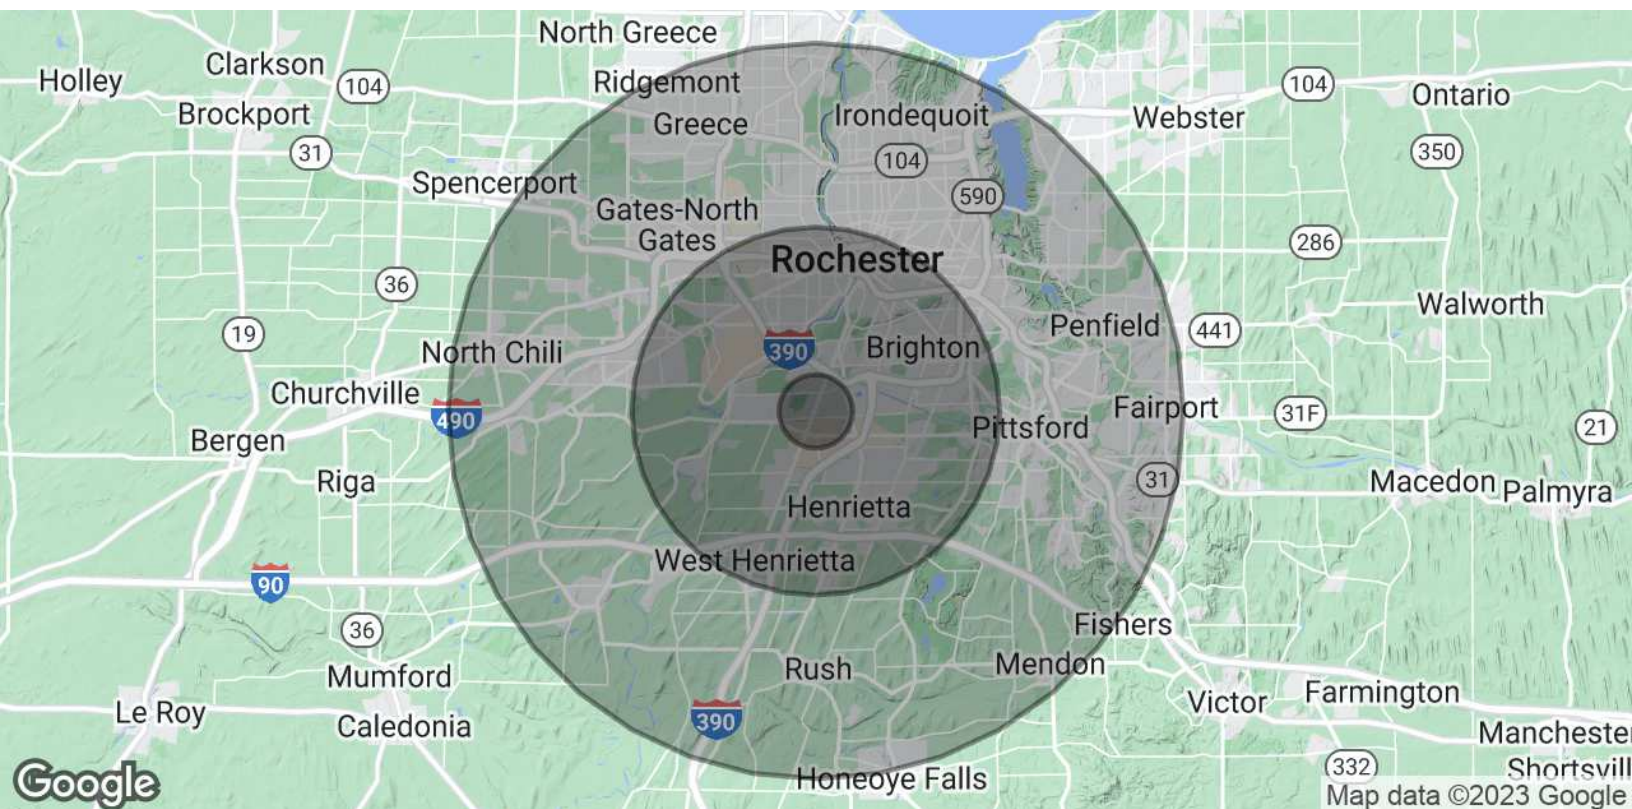 North Greece
Holley
Clarkson
104
Ridgemont
104
Ontario
Brockport
Greece
Irondequoit
Webster
31
104
350
Spencerport
590
Gates-North
Gates
286
Rochester
36
Walworth
19
North Chili
390
Brighton
Penfield
441
Churchville
490
Pittsford
Fairport
31F
21
Bergen
Riga
31
Macedon
Palmyra
Henrietta
West Henrietta
90
36
Fishers
Mumford
Rush
Mendon
Le Roy
Caledonia
390
Victor
Farmington
Manchester
Google
Honeoye Falls
332
Shortsvill
Map data ©2023 Google